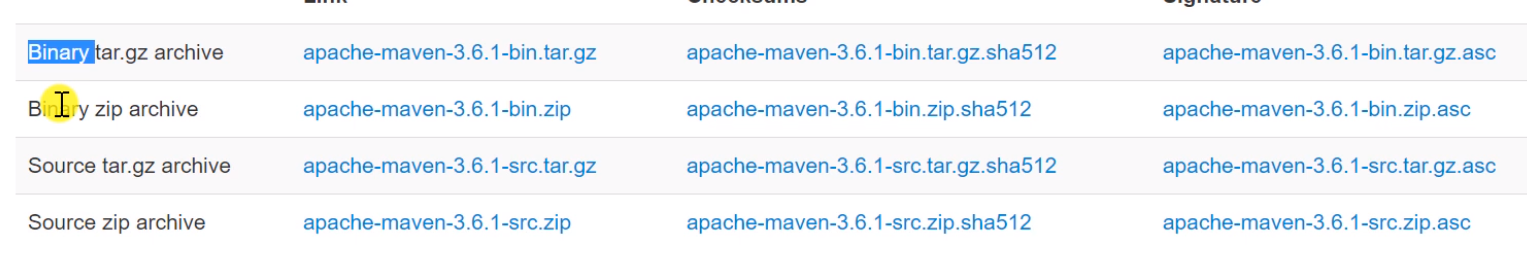 Link Checksums Signature
Binary tar.gz archive apache-maven-3.6.1-bin.tar.gz apache-maven-3.6.1-bin.tar.gz.sha512 apache-maven-3.6.1-bin.tar.gz.asc
Binary zip archive apache-maven-3.6.1-bin.zip apache-maven-3.6.1-bin.zip.sha512 apache-maven-3.6.1-bin.zip.asc
Source tar.gz archive apache-maven-3.6.1-src.tar.gz apache-maven-3.6.1-src.tar.gz.sha512 apache-maven-3.6.1-src.tar.gz.asc
Source zip archive apache-maven-3.6.1-src.zip apache-maven-3.6.1-src.zip.sha512 apache-maven-3.6.1-src.zip.asc